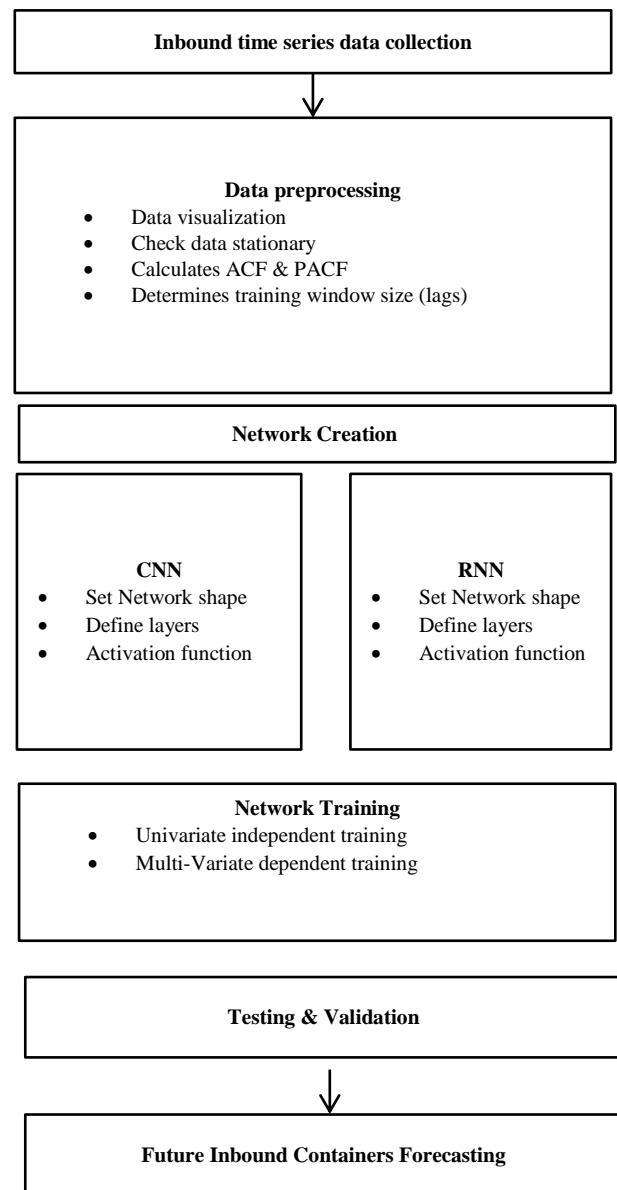 Inbound time series data collection
Data preprocessing
• Data visualization
• Check data stationary
• Calculates ACF & PACF
• Determines training window size (lags)
Network Creation
CNN
• Set Network shape
• Define layers
• Activation function
RNN
• Set Network shape
• Define layers
• Activation function
Network Training
• Univariate independent training
• Multi-Variate dependent training
Testing & Validation
Future Inbound Containers Forecasting